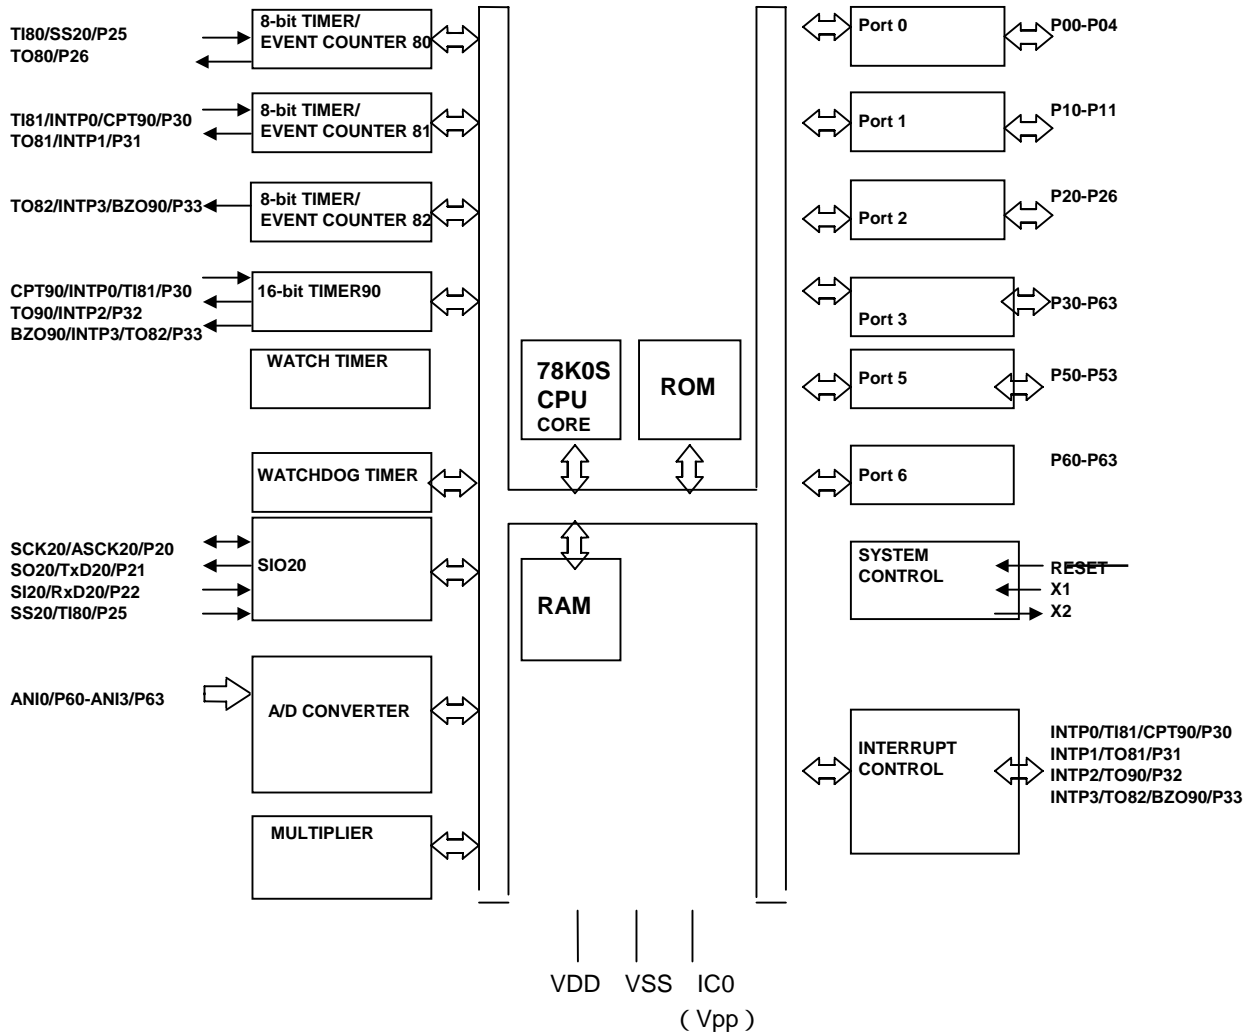 TI80/SS20/P25
TO80/P26
8-bit TIMER/
EVENT COUNTER 80
TI81/INTP0/CPT90/P30
TO81/INTP1/P31
8-bit TIMER/
EVENT COUNTER 81
TO82/INTP3/BZO90/P33
8-bit TIMER/
EVENT COUNTER 82
CPT90/INTP0/TI81/P30
TO90/INTP2/P32
BZO90/INTP3/TO82/P33
16-bit TIMER90
WATCH TIMER
WATCHDOG TIMER
SCK20/ASCK20/P20
SO20/TxD20/P21
SI20/RxD20/P22
SS20/TI80/P25
SIO20
ANI0/P60-ANI3/P63
A/D CONVERTER
MULTIPLIER
78K0S
CPU
CORE
ROM
RAM
VDD VSS IC0
( Vpp )
Port 0
P00-P04
Port 1
P10-P11
Port 2
P20-P26
Port 3
P30-P63
Port 5
P50-P53
Port 6
P60-P63
SYSTEM
CONTROL
RESET
X1
X2
INTERRUPT
CONTROL
INTP0/TI81/CPT90/P30
INTP1/TO81/P31
INTP2/TO90/P32
INTP3/TO82/BZO90/P33